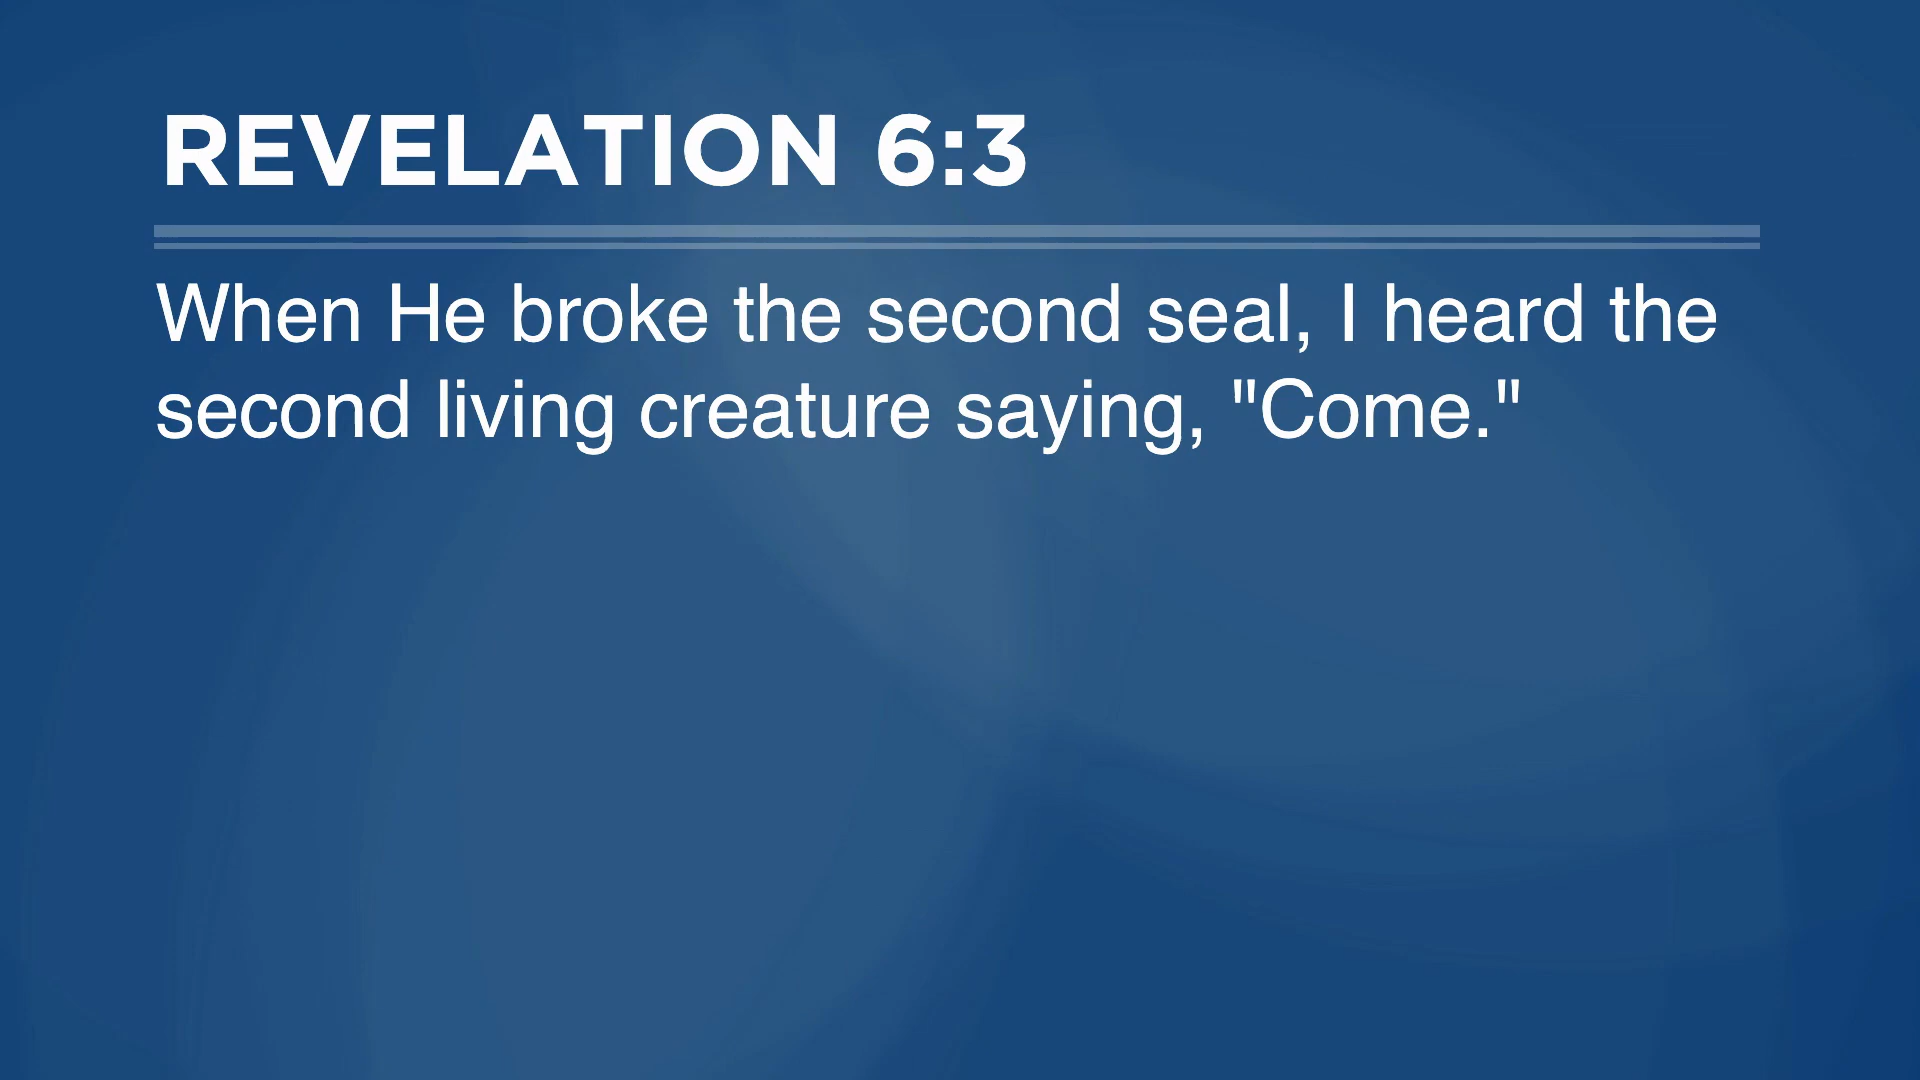 REVELATION 6:3
When He broke the second seal, I heard the
second living creature saying, "Come."